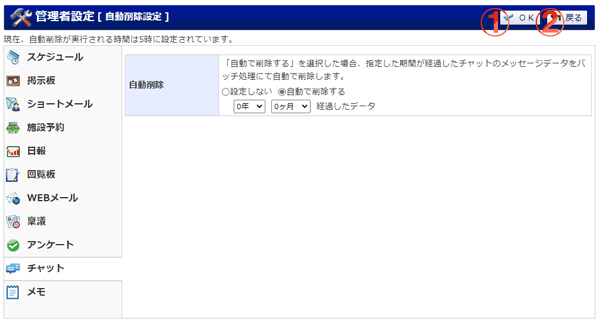 管理者設定 [ 自動削除設定 ]
① OK ② 戻る
現在、自動削除が実行される時間は5時に設定されています。
スケジュール
掲示板
ショートメール
施設予約
日報
回覧板
WEBメール
稟議
アンケート
チャット
メモ
自動削除
「自動で削除する」を選択した場合、指定した期間が経過したチャットのメッセージデータをバ
ッチ処理にて自動で削除します。
設定しない 自動で削除する
0年 0ヶ月 経過したデータ